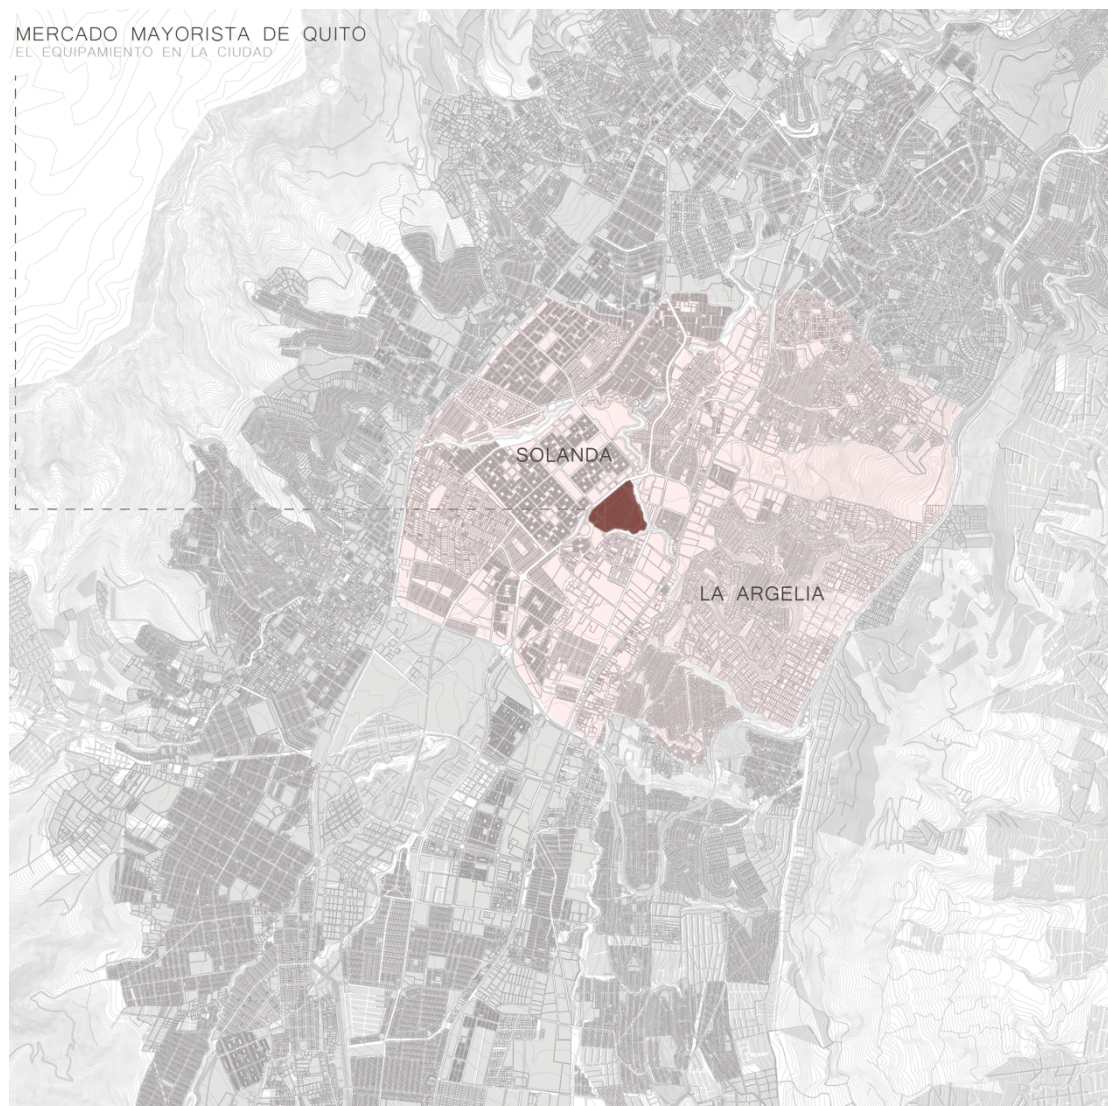 MERCADO MAYORISTA DE QUITO
EL EQUIPAMIENTO EN LA CIUDAD
SOLANDA
LA ARGELIA